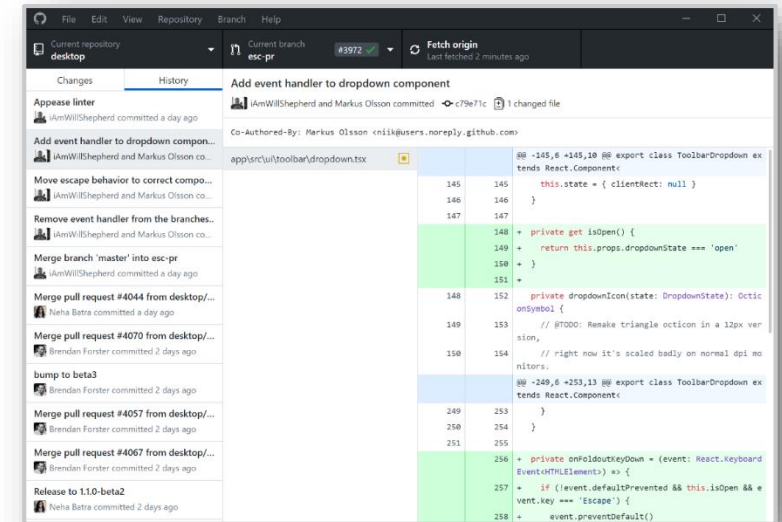 File Edit View Repository Branch Help
Current repository
desktop
Current branch
esc-pr
#3972
Fetch origin
Last fetched 2 minutes ago
Changes History
Appease linter
iAmWillShepherd committed a day ago
Add event handler to dropdown compon...
iAmWillShepherd and Markus Olsson co...
Move escape behavior to correct compo...
iAmWillShepherd and Markus Olsson co...
Remove event handler from the branches..
iAmWillShepherd and Markus Olsson co...
Merge branch 'master' into esc-pr
iAmWillShepherd committed a day ago
Merge pull request #4044 from desktop/...
Neha Batra committed a day ago
Merge pull request #4070 from desktop/...
Brendan Forster committed 2 days ago
bump to beta3
Brendan Forster committed 2 days ago
Merge pull request #4057 from desktop/...
Brendan Forster committed 2 days ago
Merge pull request #4067 from desktop/...
Brendan Forster committed 2 days ago
Release to 1.1.0-beta2
Neha Batra committed 2 days ago
Add event handler to dropdown component
iAmWillShepherd and Markus Olsson committed c79e71c 1 changed file
Co-Authored-By: Markus Olsson <niik@users.noreply.github.com>
app\src\ui\toolbar\dropdown.tsx
@@ -145,6 +145,10 @@ export class ToolbarDropdown ex
tends React.Component<
145 145 this.state = { clientRect: null }
146 146 }
147 147
148 + private get isOpen() {
149 + return this.props.dropdownState === 'open'
150 + }
151 +
148 152 private dropdownIcon(state: DropdownState): Octic
onSymbol {
149 153 // @TODO: Remake triangle octicon in a 12px ver
sion,
150 154 // right now it's scaled badly on normal dpi mo
nitors.
@@ -249,6 +253,13 @@ export class ToolbarDropdown ex
tends React.Component<
249 253 }
250 254 }
251 255
256 + private onFoldoutKeyDown = (event: React.Keyboard
Event<HTMLElement>) => {
257 + if (!event.defaultPrevented && this.isOpen && e
vent.key === 'Escape') {
258 + event.preventDefault()